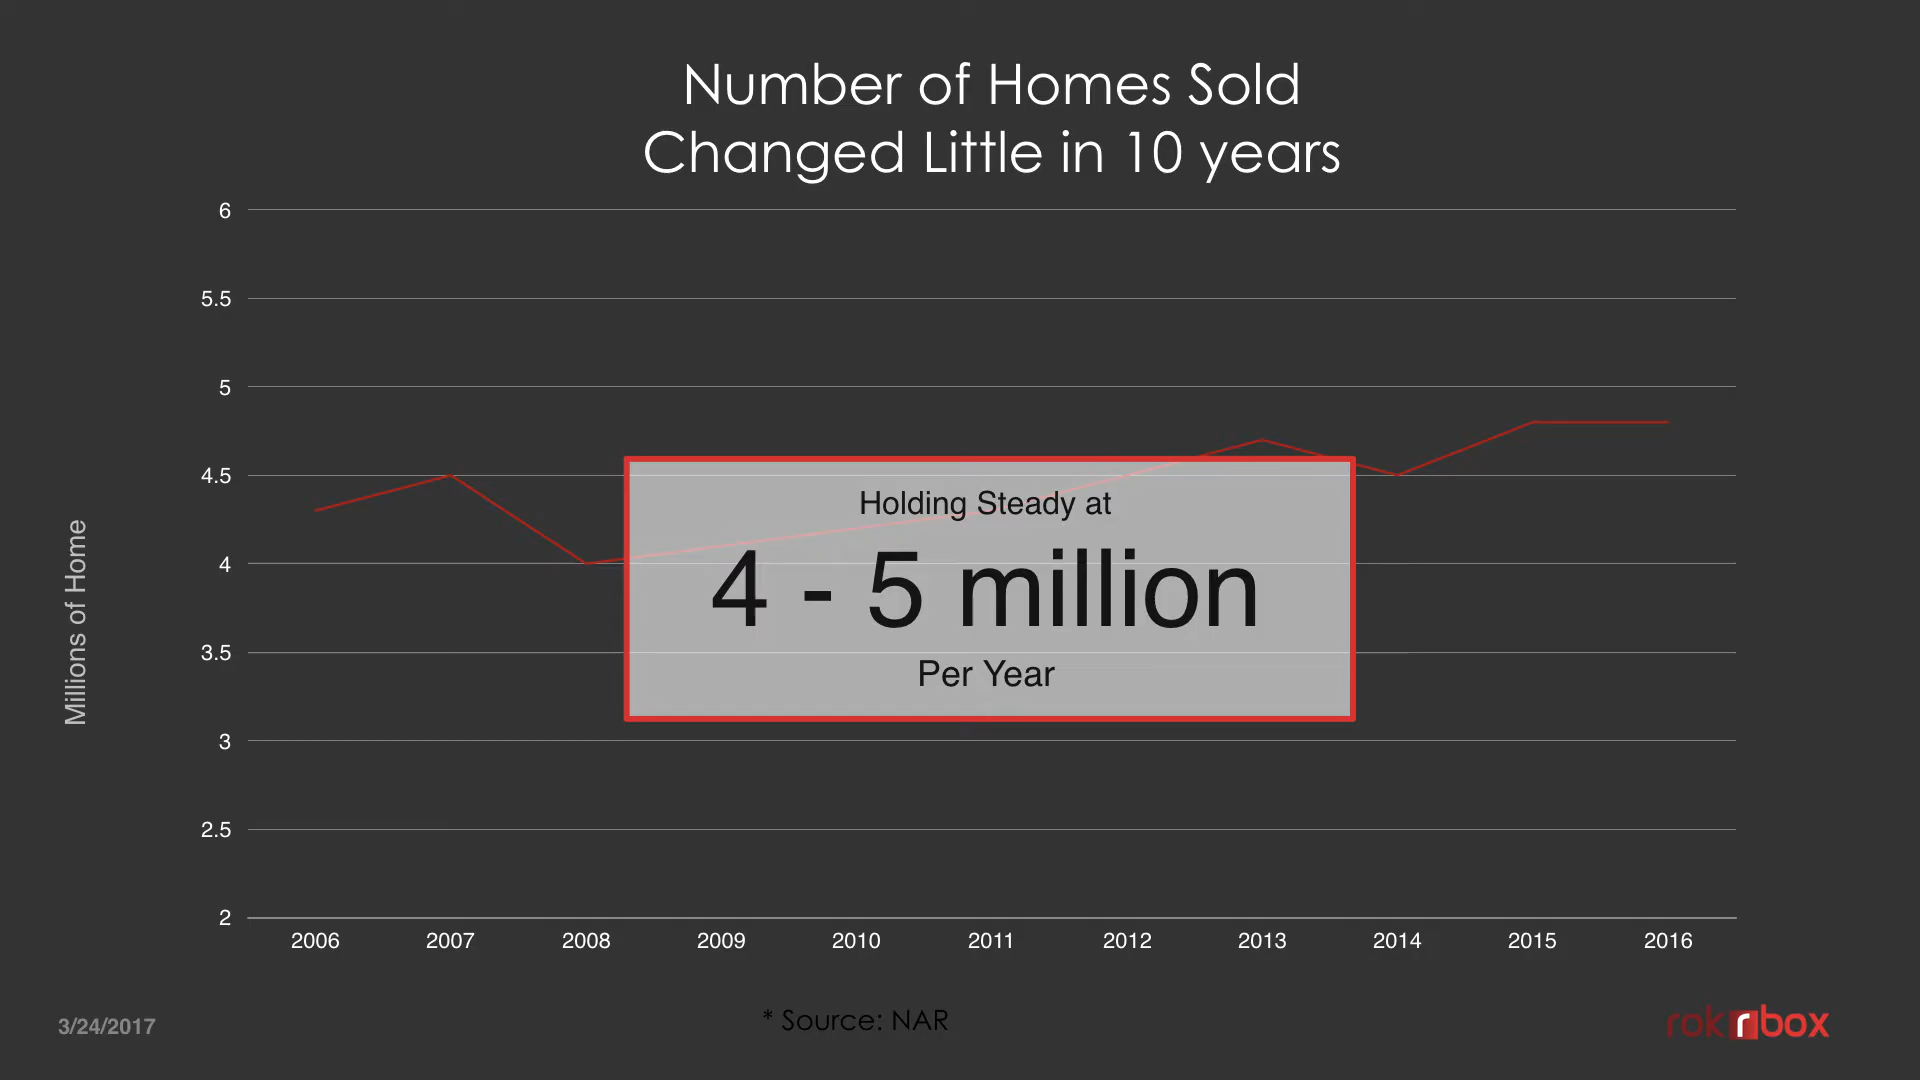 Number of Homes Sold
Changed Little in 10 years
6
5.5
5
4.5
4
3.5
3
2.5
2
Millions of Home
Holding Steady at
4 - 5 million
Per Year
2006 2007 2008 2009 2010 2011 2012 2013 2014 2015 2016
3/24/2017
* Source: NAR
rokrbox